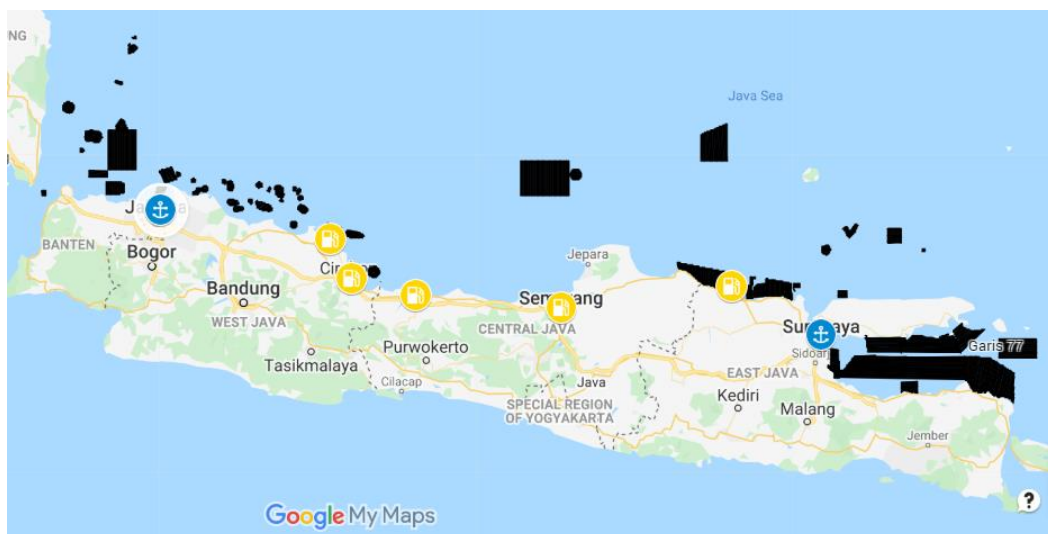 NG
Java Sea
BANTEN
Bogor
Bandung
WEST JAVA
Tasikmalaya
Jepara
CENTRAL JAVA
Purwokerto
Cilacap
Java
SPECIAL REGION
OF YOGYAKARTA
Garis 77
EAST JAVA
Kediri
Malang
Jember
Google My Maps
?